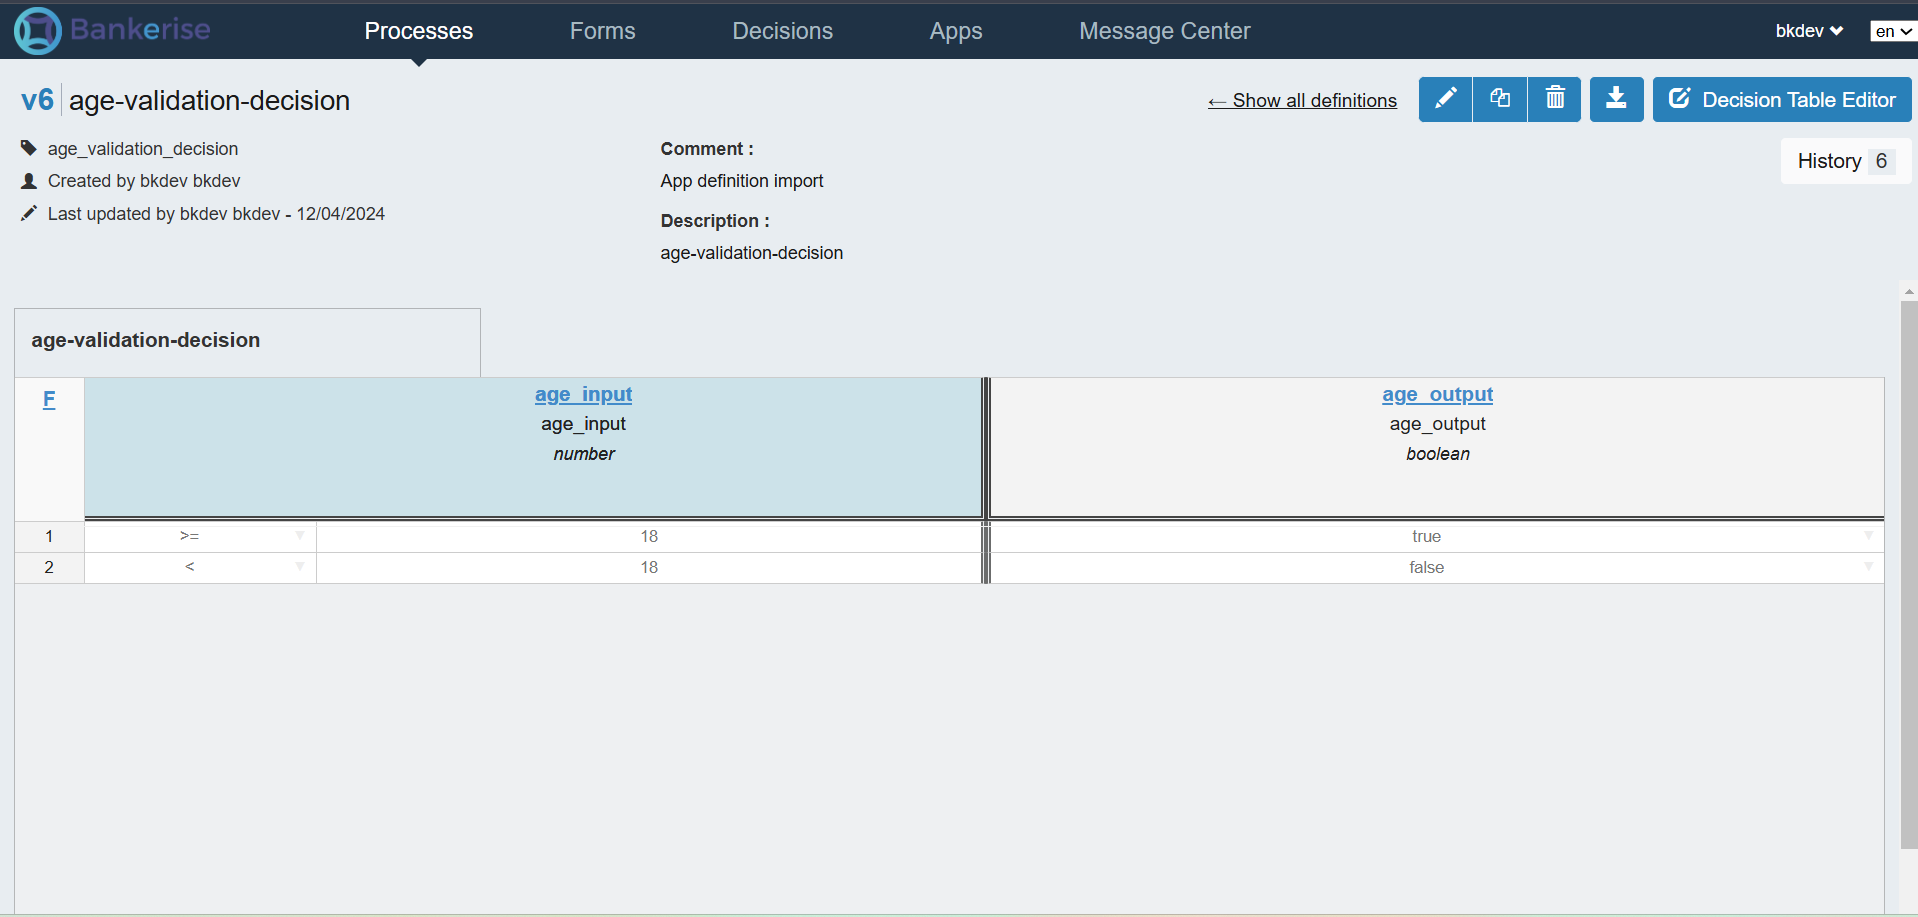 Bankerise
Processes Forms Decisions Apps Message Center bkdev en
v6 age-validation-decision
← Show all definitions Decision Table Editor
age_validation_decision
Created by bkdev bkdev
Last updated by bkdev bkdev - 12/04/2024
Comment :
App definition import
Description :
age-validation-decision
History 6
age-validation-decision
F age_input age_output
age_input age_output
number boolean
1 >= 18 true
2 < 18 false